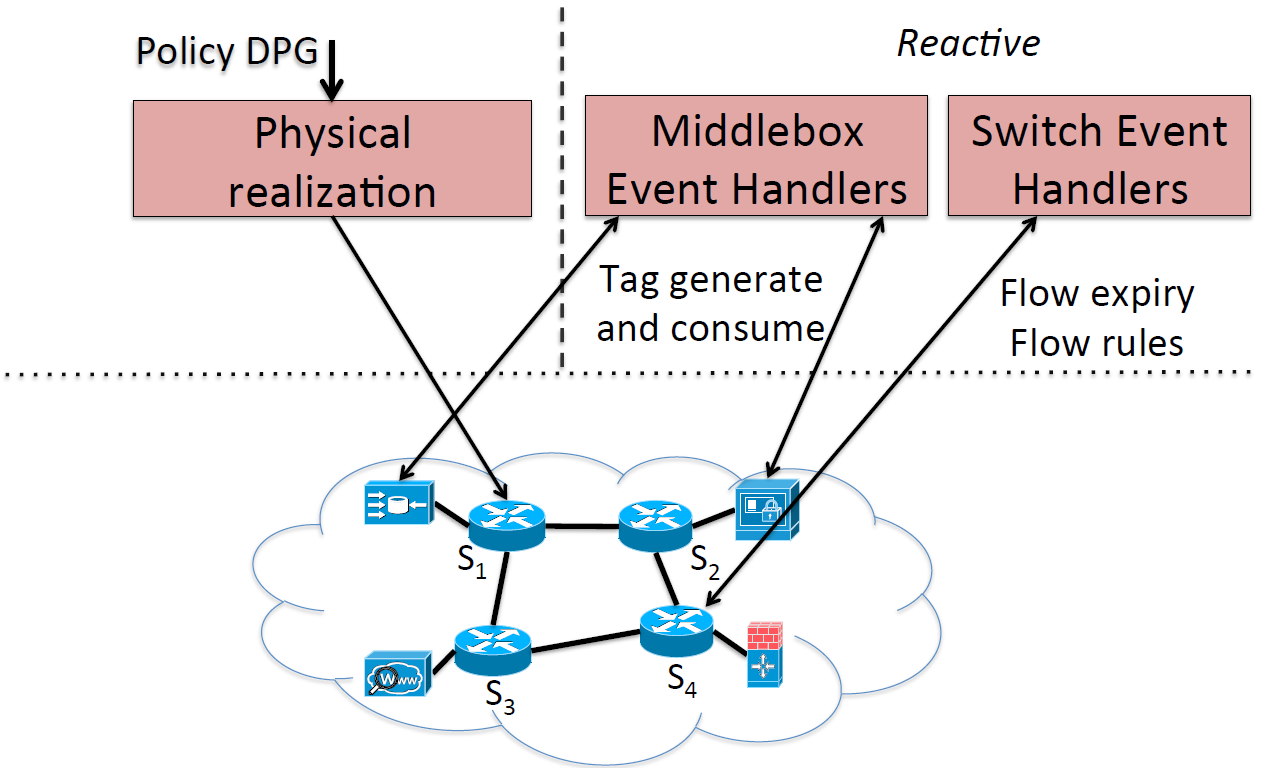 Policy DPG
Reactive
Physical
realization
Middlebox
Event Handlers
Switch Event
Handlers
Tag generate
and consume
Flow expiry
Flow rules
S1
S2
S3
S4
Www